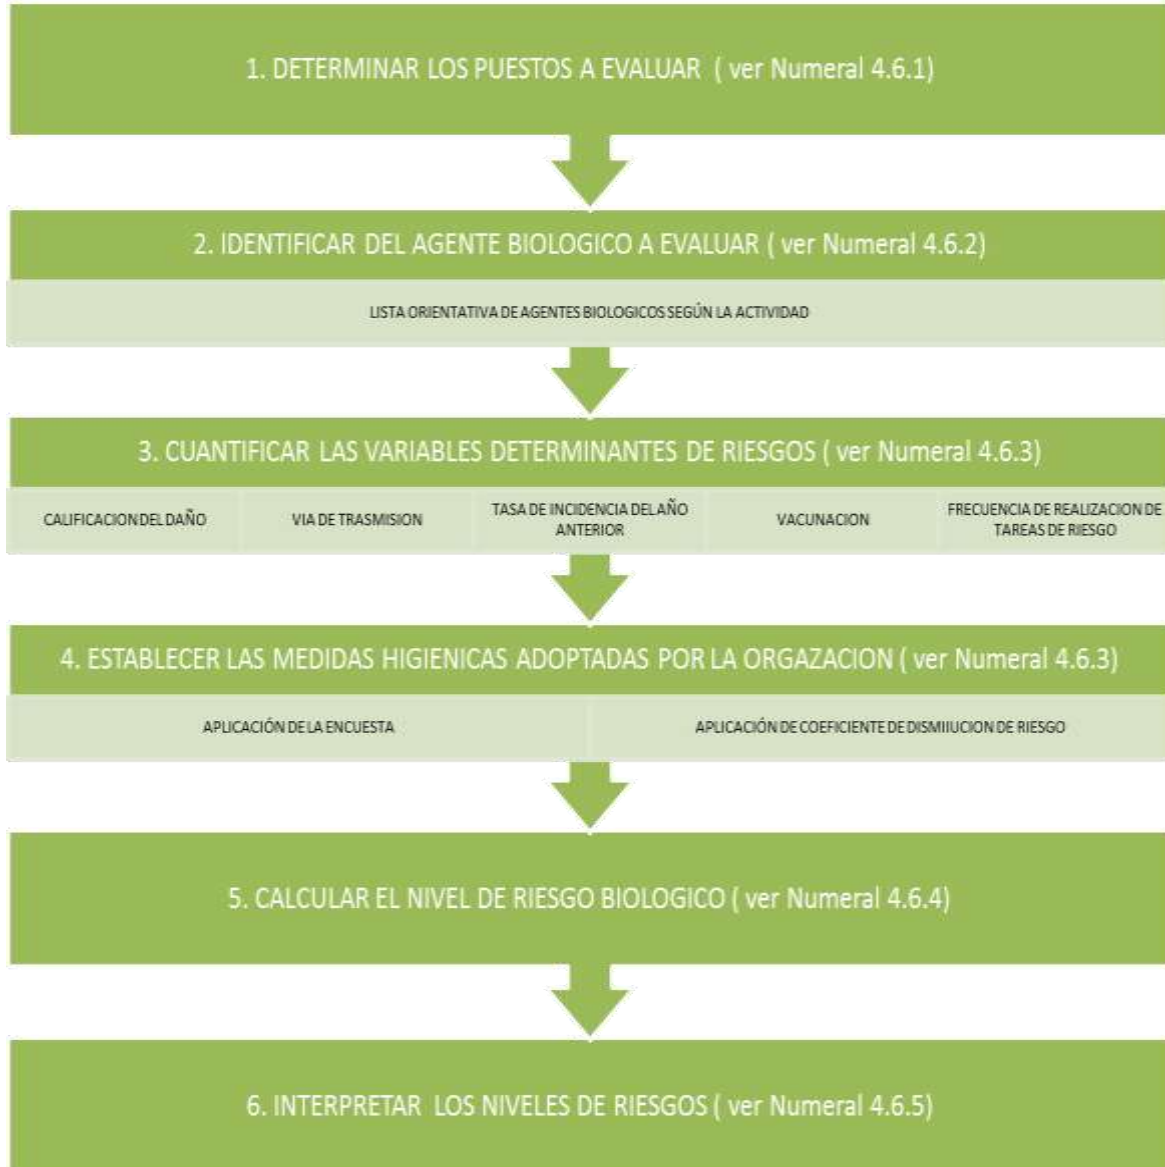 1. DETERMINAR LOS PUESTOS A EVALUAR ( ver Numeral 4.6.1)
2. IDENTIFICAR DEL AGENTE BIOLOGICO A EVALUAR ( ver Numeral 4.6.2)
LISTA ORIENTATIVA DE AGENTES BIOLOGICOS SEGÚN LA ACTIVIDAD
3. CUANTIFICAR LAS VARIABLES DETERMINANTES DE RIESGOS ( ver Numeral 4.6.3)
CALIFICACION DEL DAÑO
VIA DE TRASMISION
TASA DE INCIDENCIA DEL AÑO
ANTERIOR
VACUNACION
FRECUENCIA DE REALIZACION DE
TAREAS DE RIESGO
4. ESTABLECER LAS MEDIDAS HIGIENICAS ADOPTADAS POR LA ORGAZACION ( ver Numeral 4.6.3)
APLICACIÓN DE LA ENCUESTA
APLICACIÓN DE COEFICIENTE DE DISMIIUCION DE RIESGO
5. CALCULAR EL NIVEL DE RIESGO BIOLOGICO ( ver Numeral 4.6.4)
6. INTERPRETAR LOS NIVELES DE RIESGOS ( ver Numeral 4.6.5)